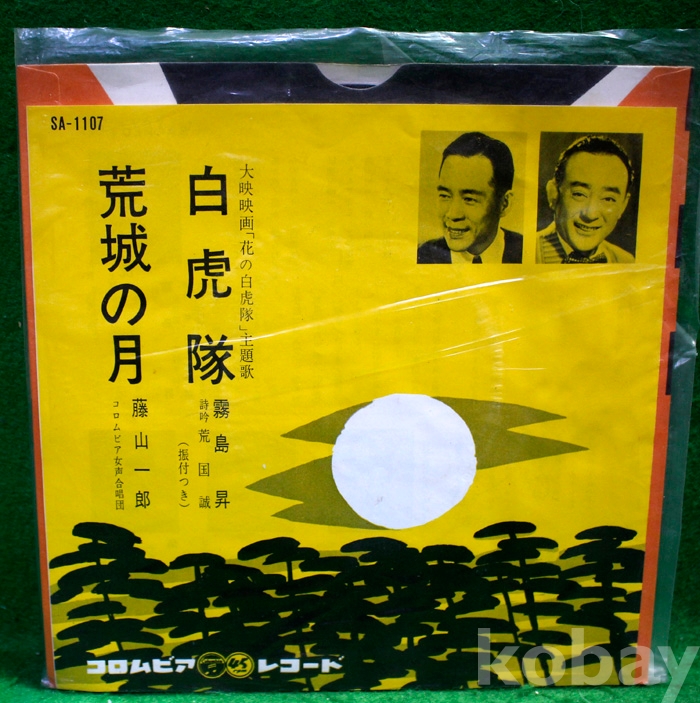 SA-1107
大映映画「花の白虎隊」主題歌
白虎隊
霧島昇
詩吟 荒国誠
(振付つき)
荒城の月
藤山一郎
コロムビア女声合唱団
コロムビア 45 レコード
kobay